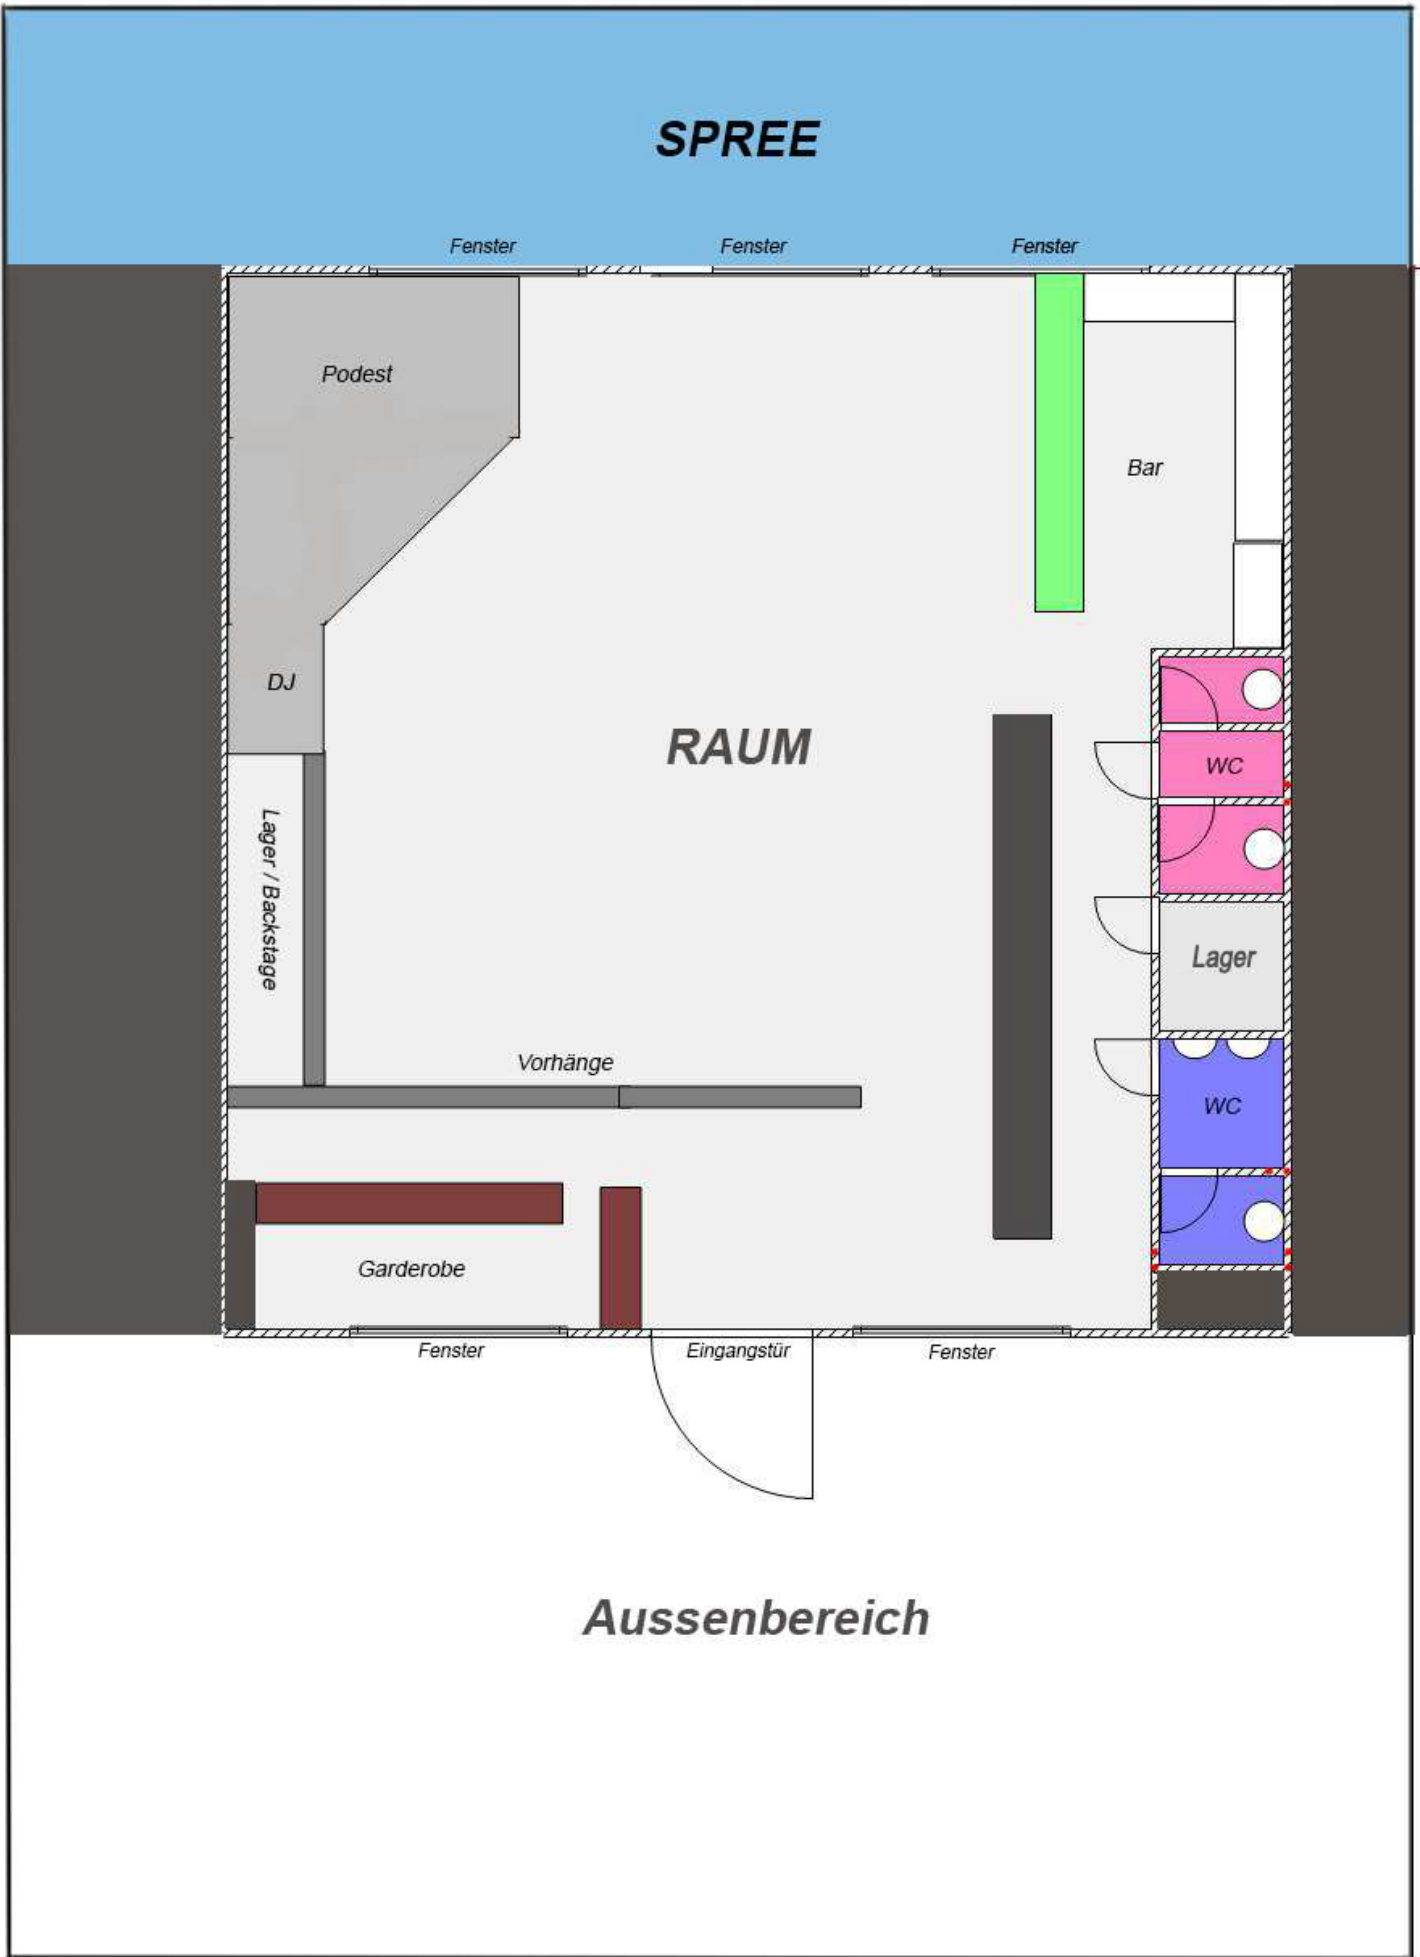 SPREE
Fenster
Fenster
Fenster
Podest
Bar
DJ
RAUM
WC
Lager / Backstage
Lager
Vorhänge
WC
Garderobe
Fenster
Eingangstür
Fenster
Aussenbereich